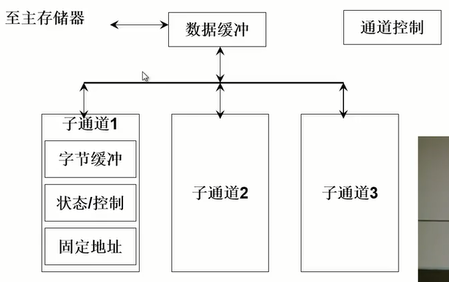 至主存储器
数据缓冲
通道控制
子通道1
字节缓冲
状态/控制
固定地址
子通道2
子通道3